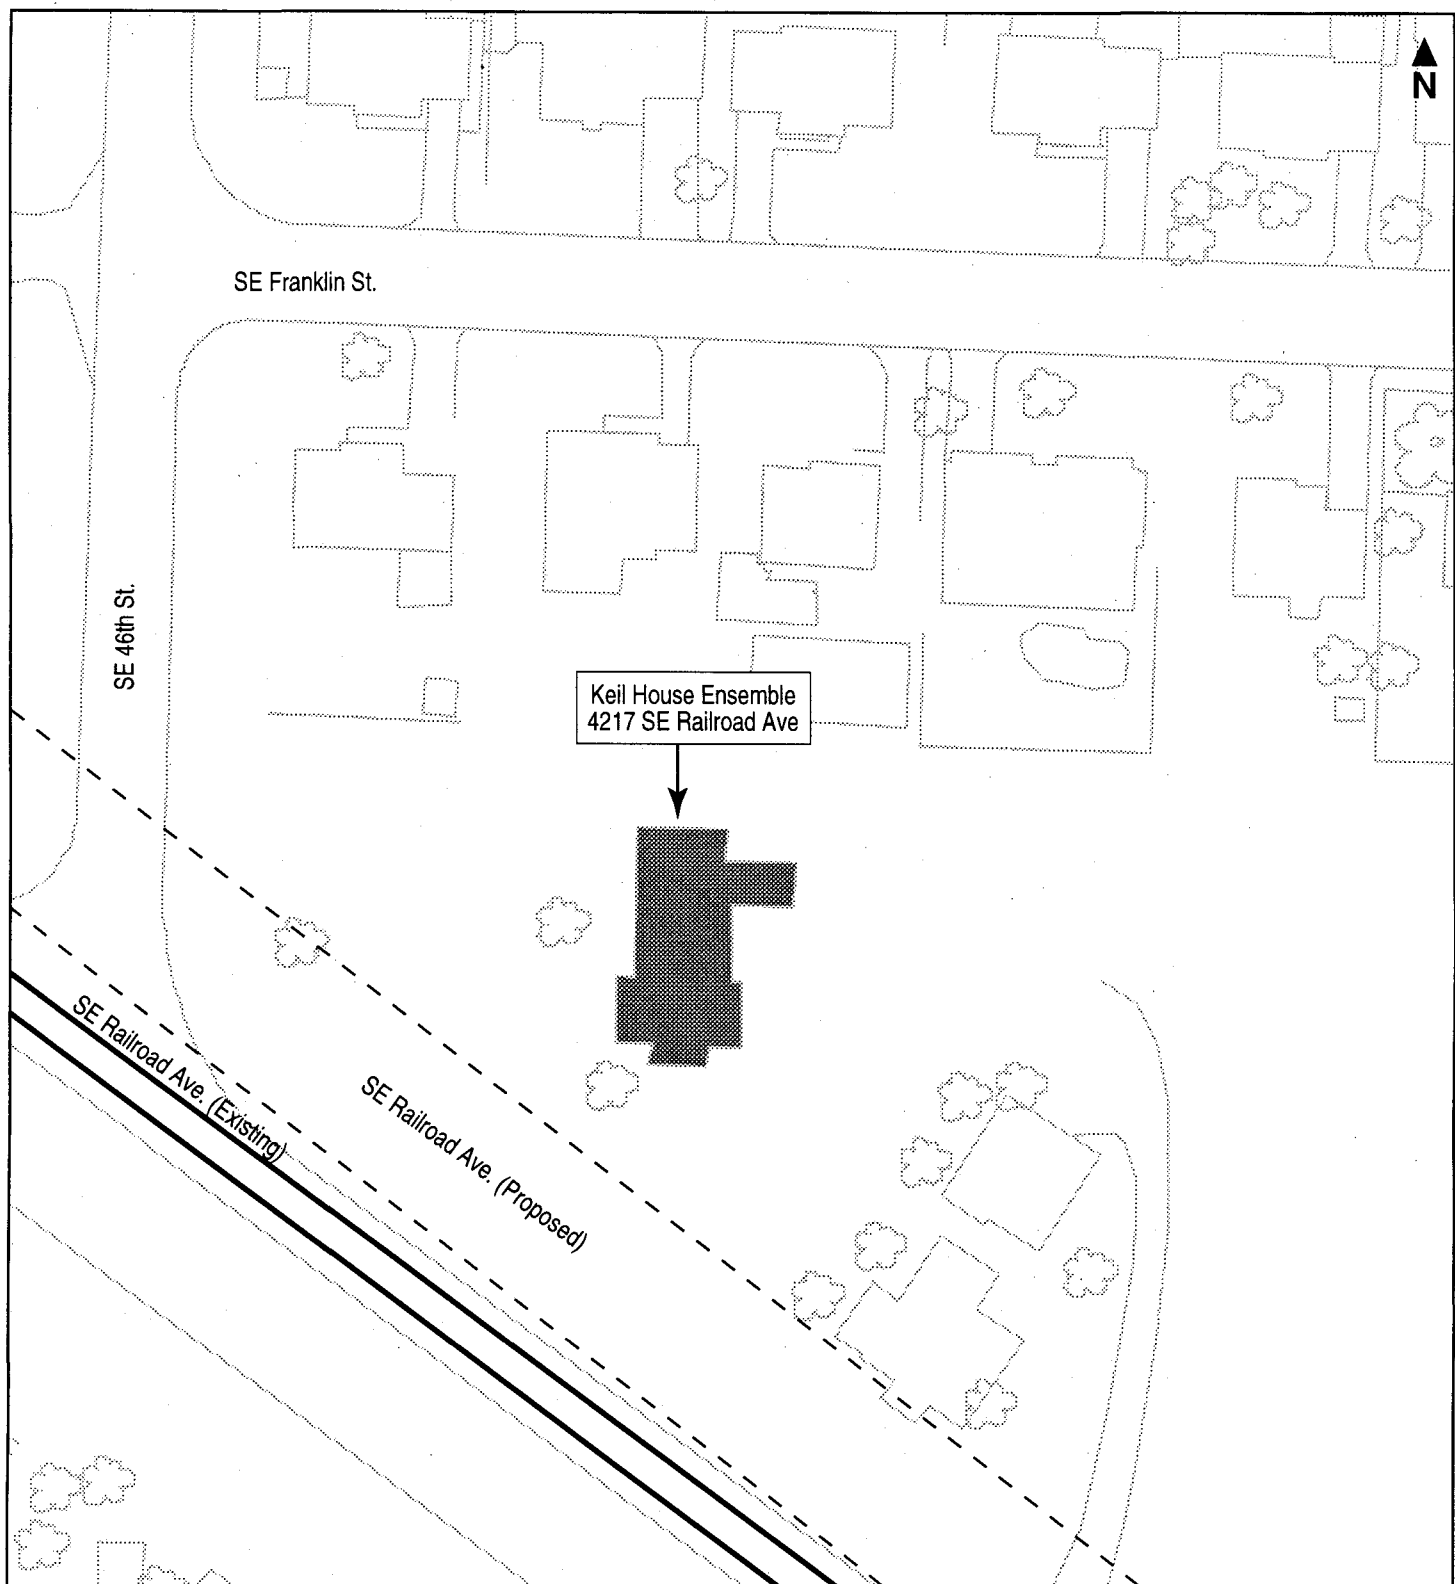 N
SE Franklin St.
SE 46th St.
Keil House Ensemble
4217 SE Railroad Ave
SE Railroad Ave. (Existing)
SE Railroad Ave. (Proposed)